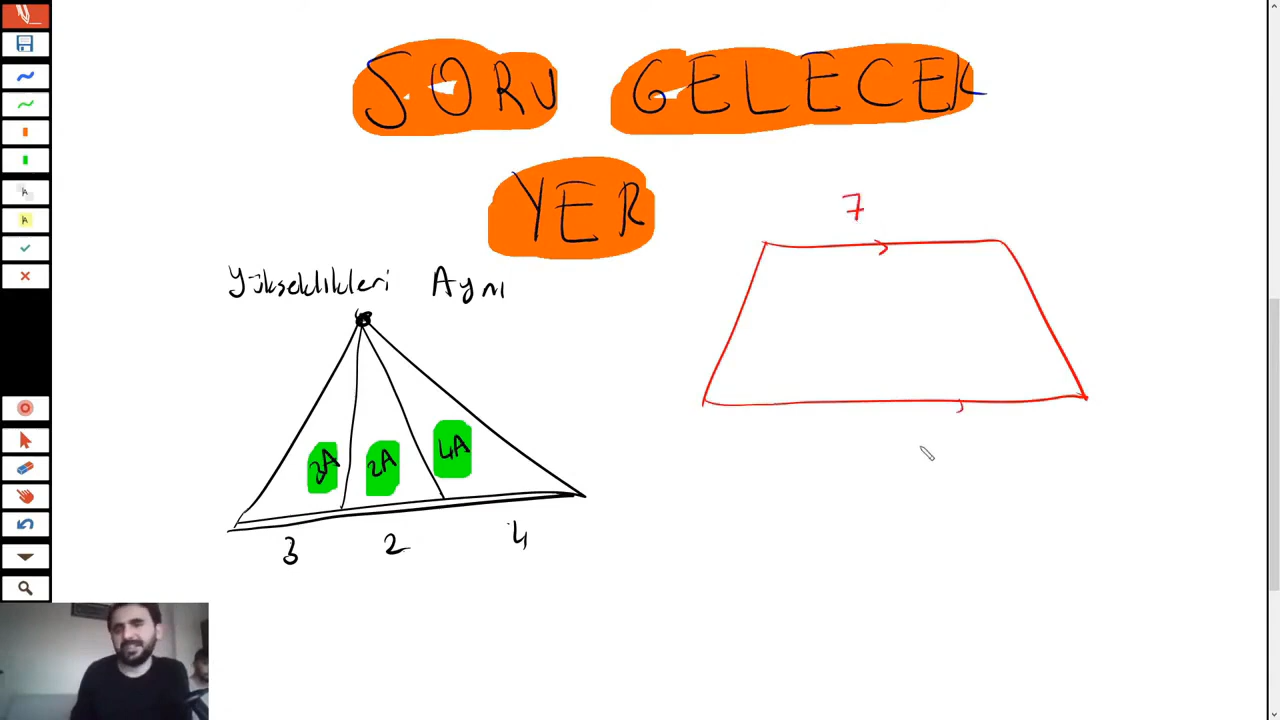 SORU GELECEK
YER
7
Yükseklikleri Aynı
3A 2A 4A
3 2 4